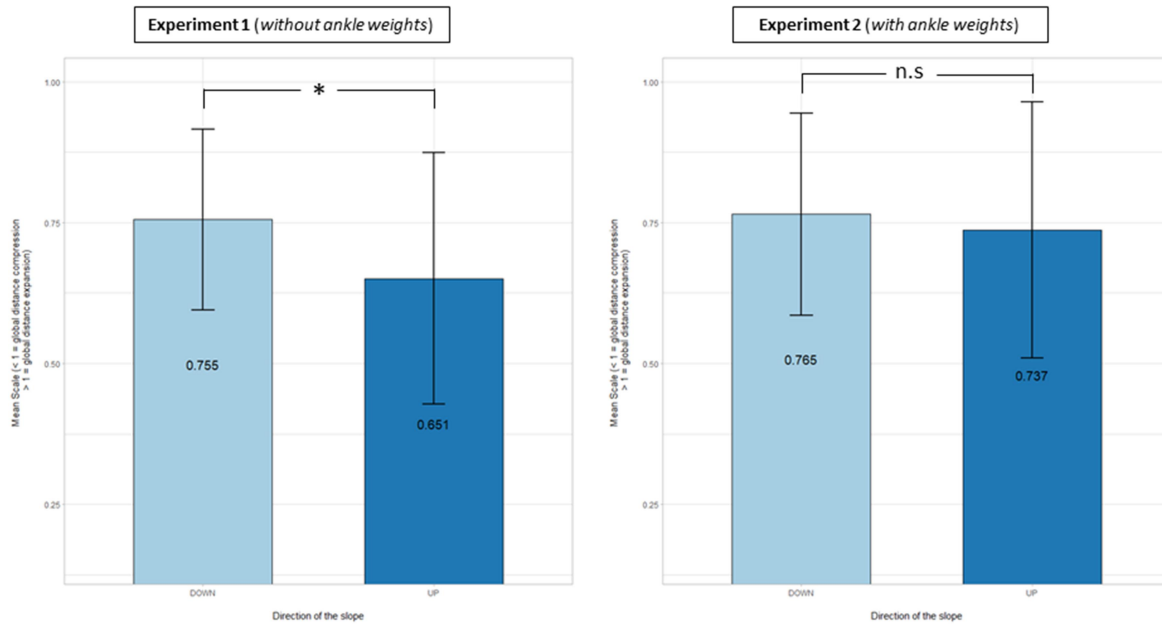 Experiment 1 (without ankle weights)
1.00
0.75
0.50
0.25
*
0.755
0.651
DOWN
UP
Direction of the slope
Mean Scale (< 1 = global distance compression
> 1 = global distance expansion)
Experiment 2 (with ankle weights)
1.00
0.75
0.50
0.25
n.s
0.765
0.737
DOWN
UP
Direction of the slope
Mean Scale (< 1 = global distance compression
> 1 = global distance expansion)